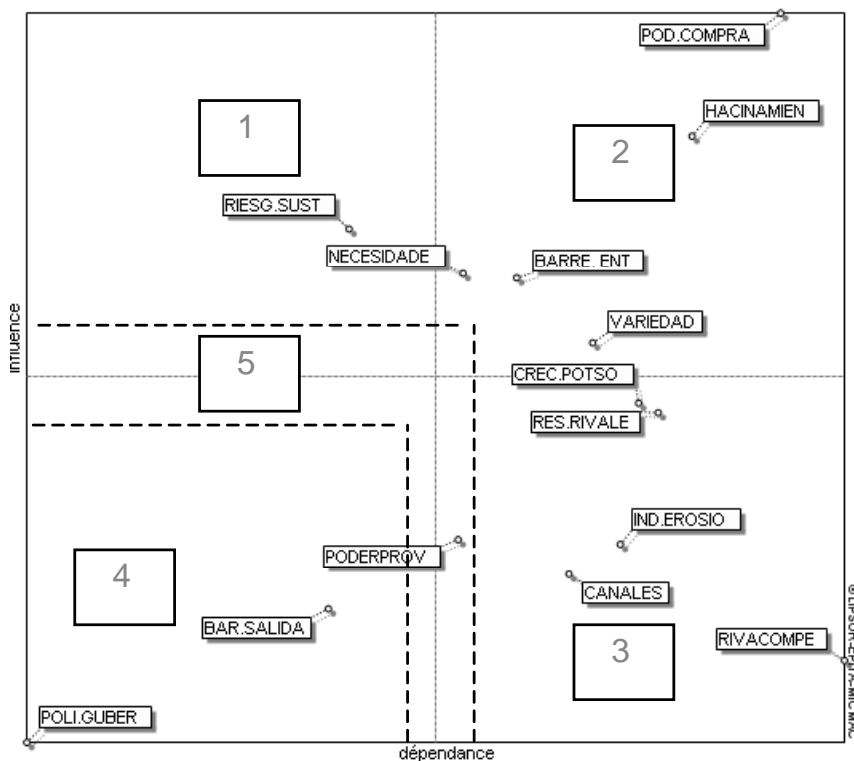 POD.COMPRA
HACINAMIEN
1
2
RIESG.SUST
NECESIDADE
BARRE. ENT
VARIEDAD
influence
5
CREC.POTSO
RES.RIVALE
IND.EROSIO
PODERPROV
4
CANALES
BAR.SALIDA
3
RIVACOMPE
POLI.GUBER
dépendance